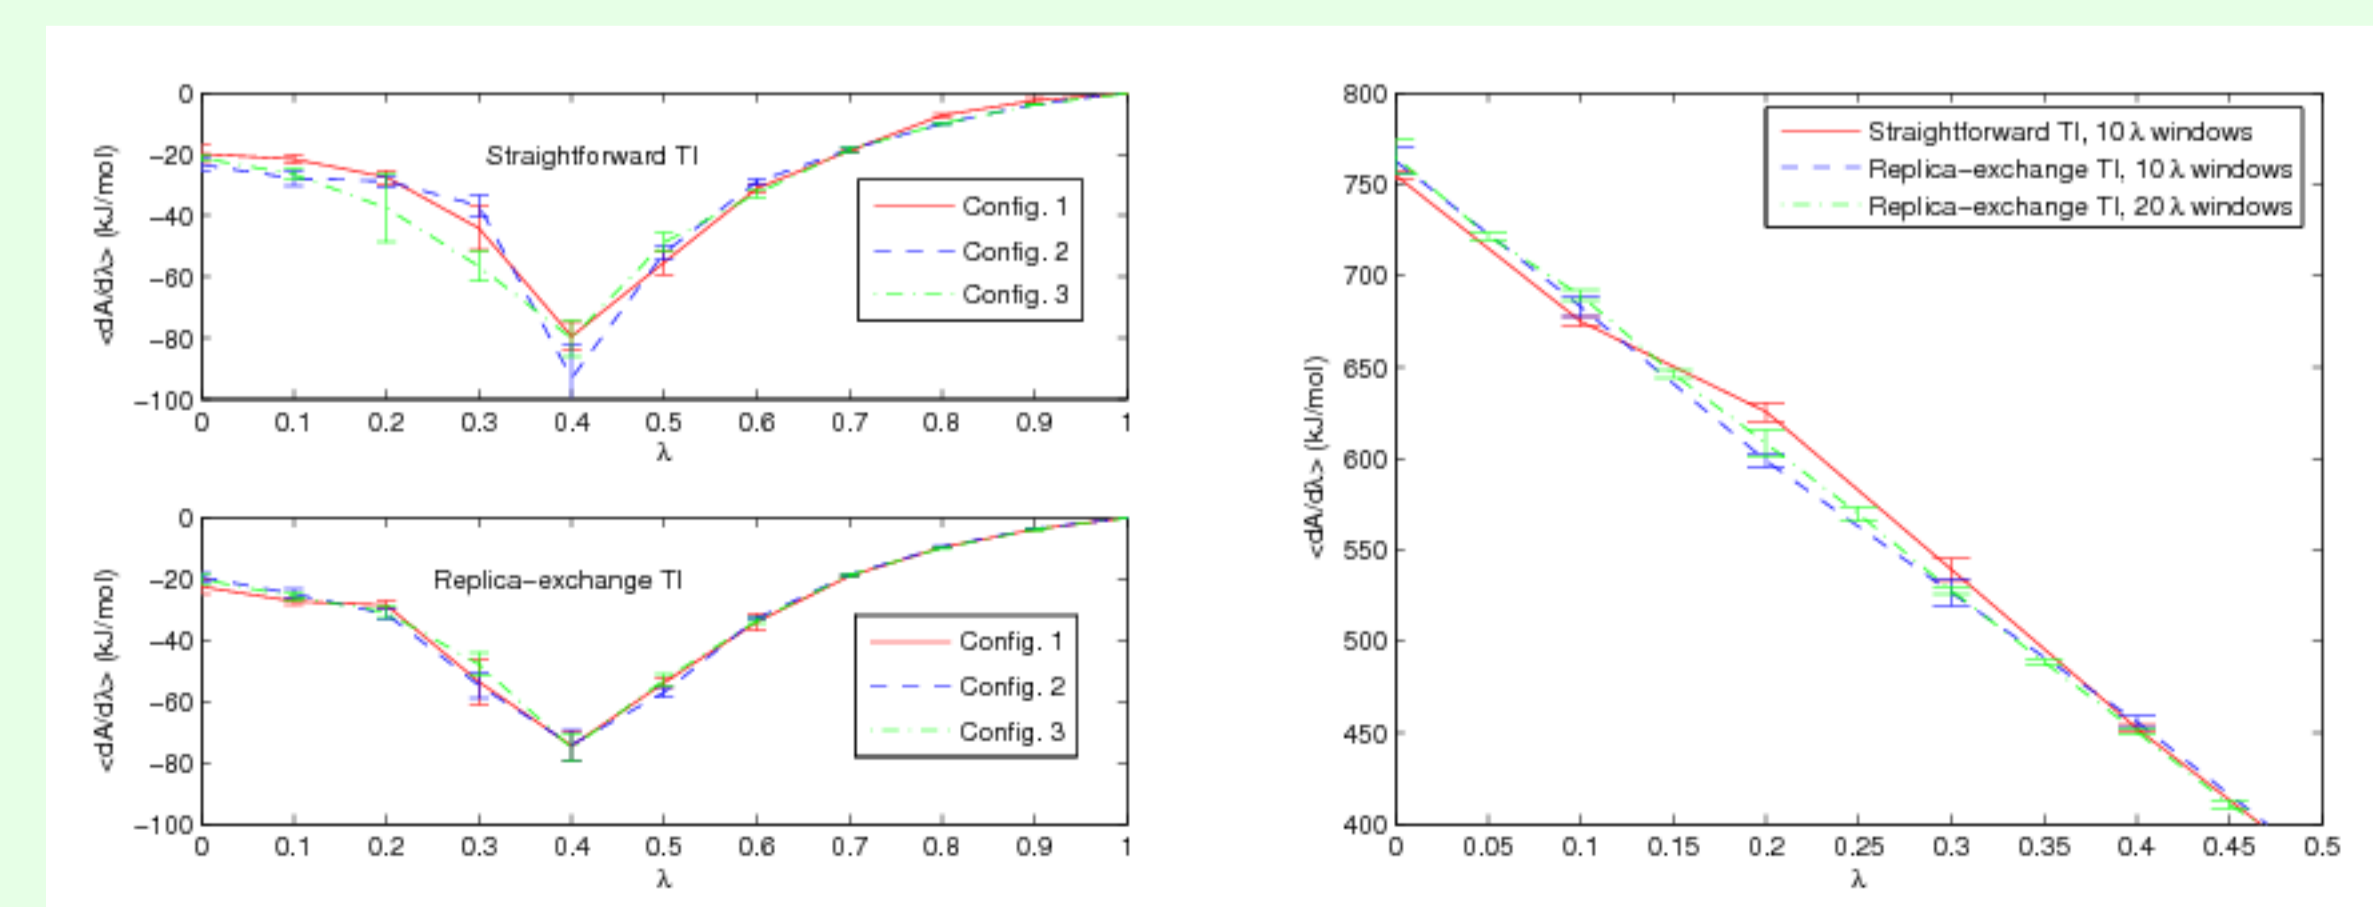 0
−20
−40
−60
−80
−100
<dA/dλ> (kJ/mol)
Straightforward TI
Config. 1
Config. 2
Config. 3
0 0.1 0.2 0.3 0.4 0.5 0.6 0.7 0.8 0.9 1
λ
0
−20
−40
−60
−80
−100
<dA/dλ> (kJ/mol)
Replica−exchange TI
Config. 1
Config. 2
Config. 3
0 0.1 0.2 0.3 0.4 0.5 0.6 0.7 0.8 0.9 1
λ
800
750
700
650
600
550
500
450
400
<dA/dλ> (kJ/mol)
Straightforward TI, 10 λ windows
Replica−exchange TI, 10 λ windows
Replica−exchange TI, 20 λ windows
0 0.05 0.1 0.15 0.2 0.25 0.3 0.35 0.4 0.45 0.5
λ